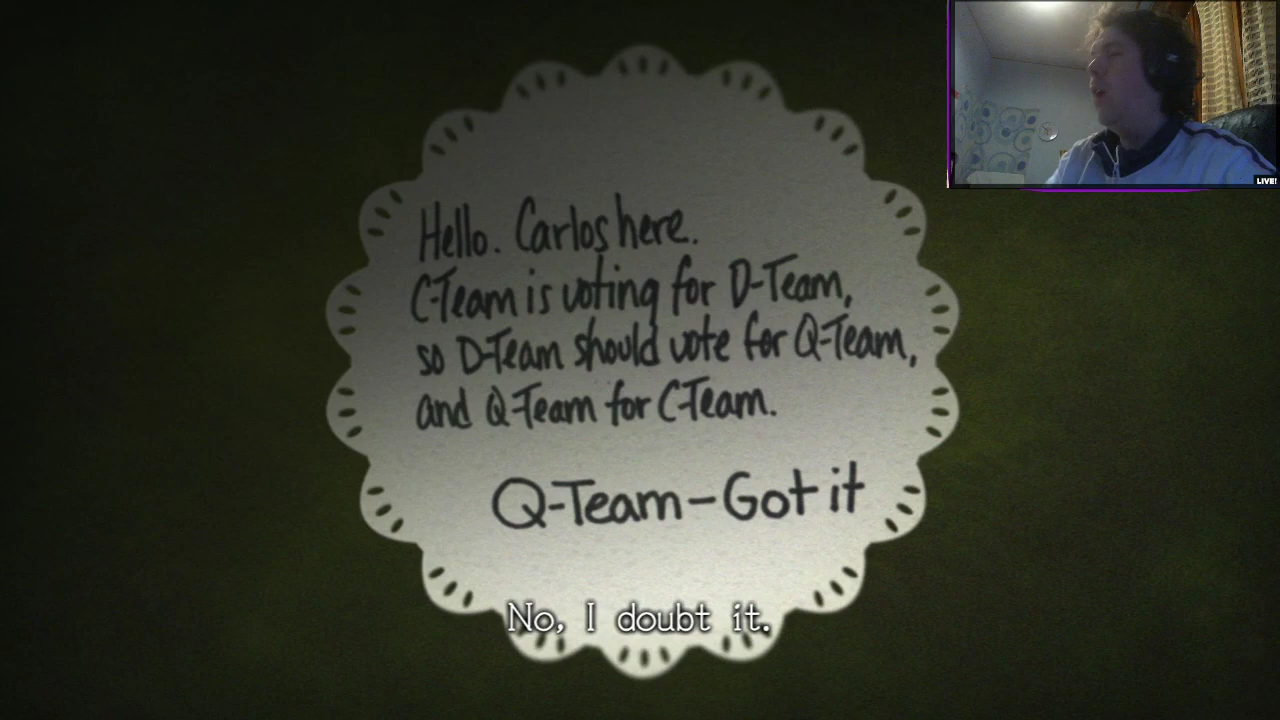 LIVE!
Hello. Carlos here.
C-Team is voting for D-Team,
so D-Team should vote for Q-Team,
and Q-Team for C-Team.
Q-Team-Got it
No, I doubt it.